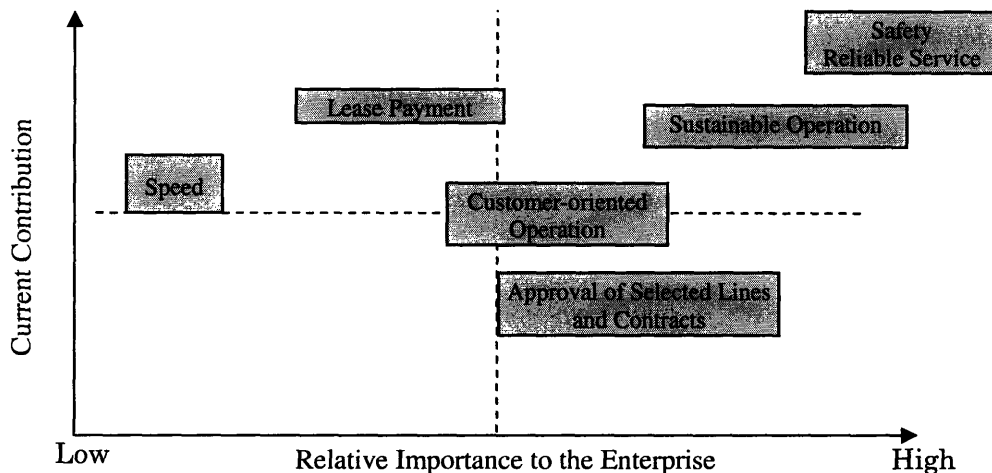 Safety
Reliable Service
Lease Payment
Sustainable Operation
Speed
Customer-oriented
Operation
Approval of Selected Lines
and Contracts
Current Contribution
Low
Relative Importance to the Enterprise
High